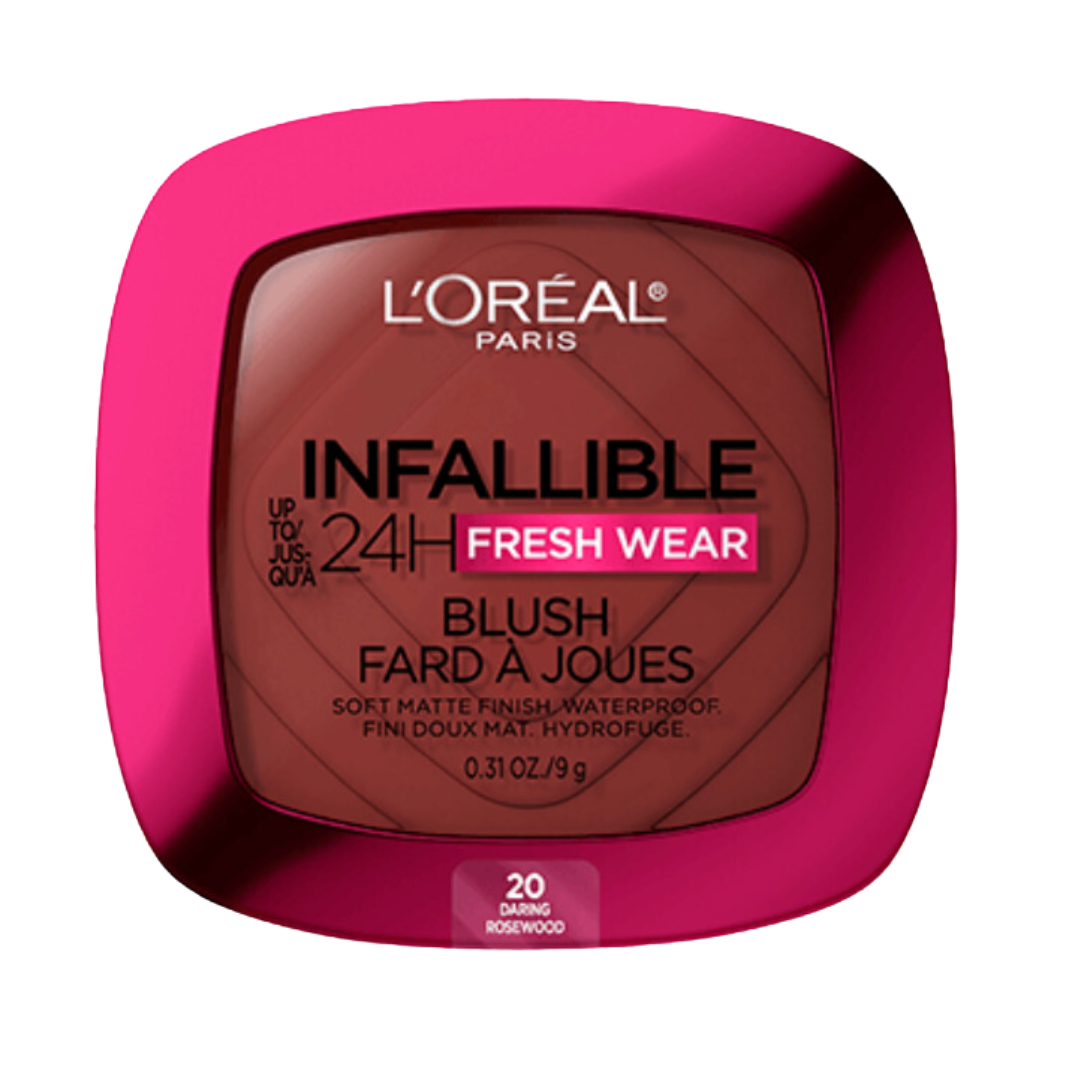 L'ORÉAL®
PARiS
INFALLIBLE
UP
TO/
JUS-
QU'À
24H FRESH WEAR
BLUSH
FARD À JOUES
SOFT MATTE FINISH. WATERPROOF.
FINI DOUX MAT. HYDROFUGE.
0.31 OZ./9 g
20
DARING
ROSEWOOD